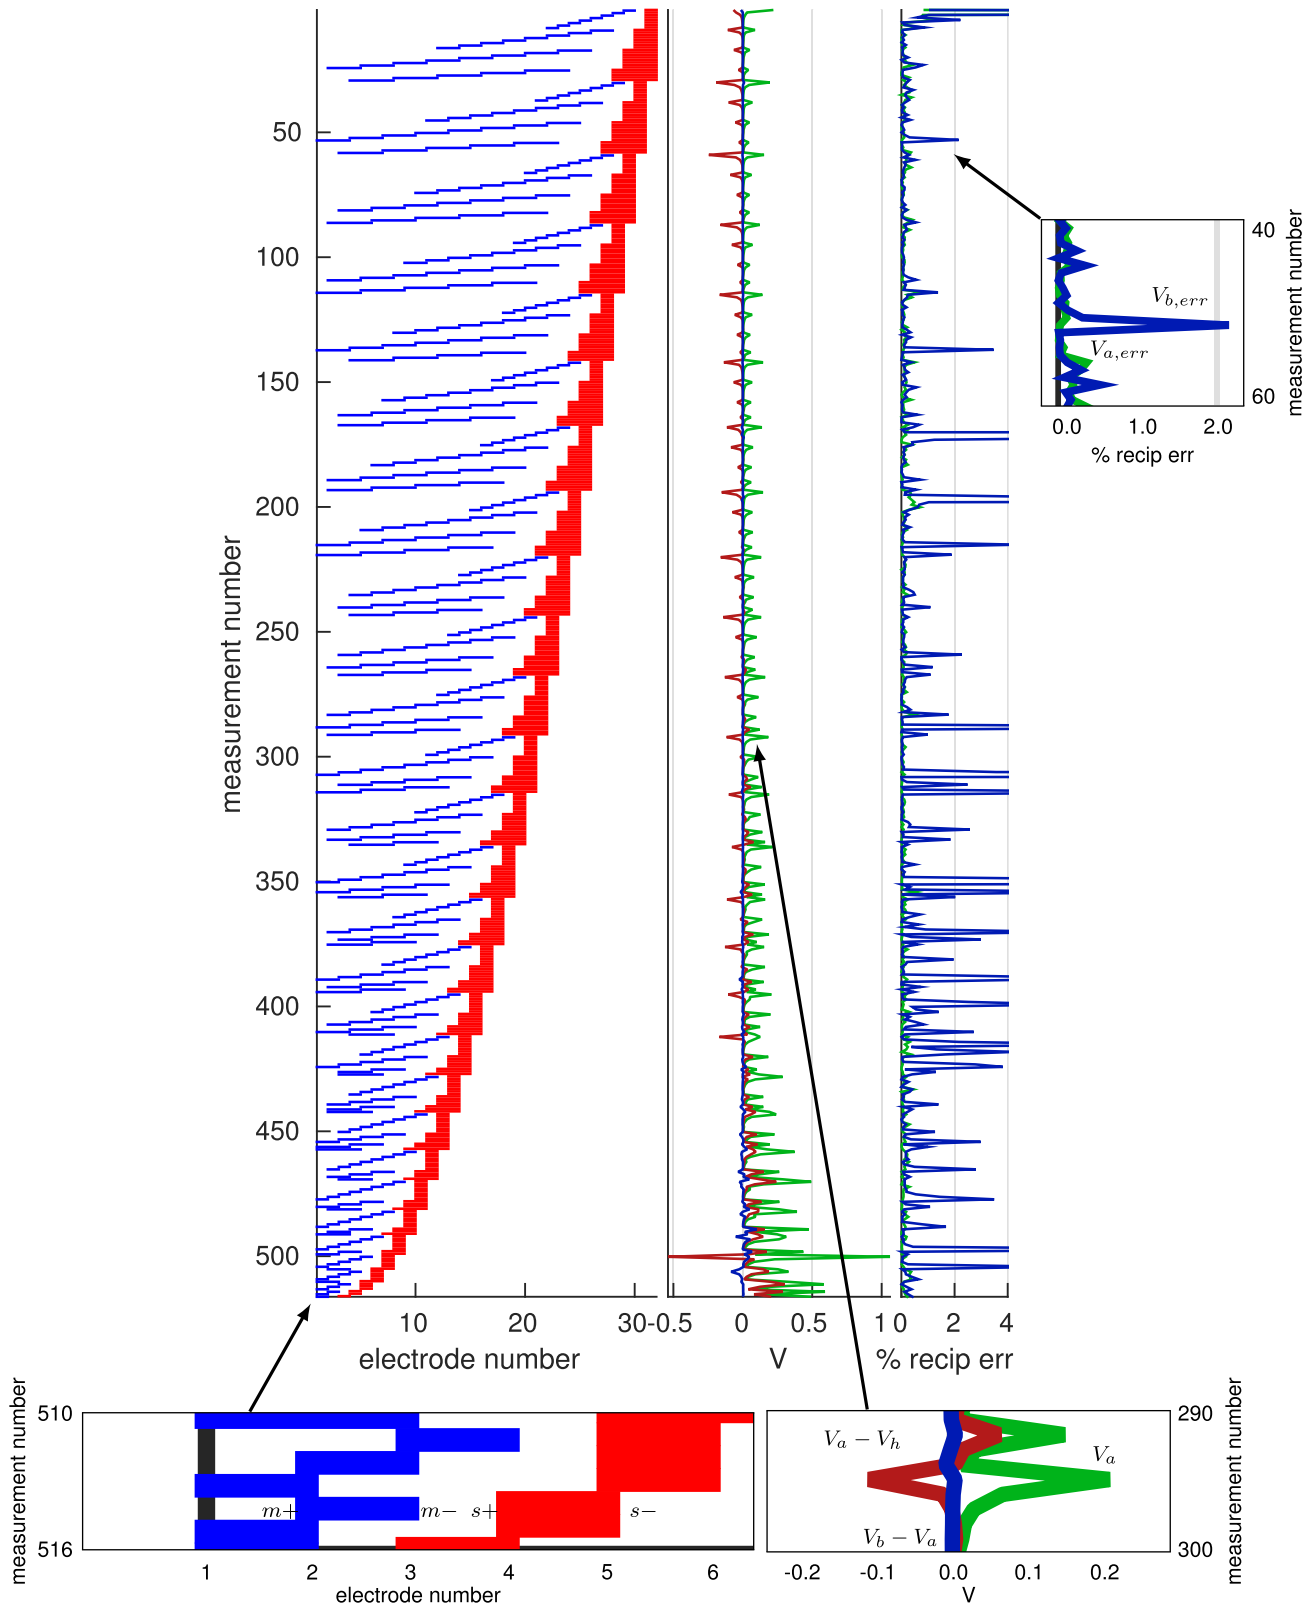 50
100
150
200
250
300
350
400
450
500
measurement number
10
20
30
electrode number
-0.5
0
0.5
1
V
0
2
4
% recip err
40
60
measurement number
V_{b,err}
V_{a,err}
0.0
1.0
2.0
% recip err
measurement number
510
516
m+
m−
s+
s−
1
2
3
4
5
6
electrode number
V_a − V_h
V_a
V_b − V_a
290
300
measurement number
-0.2
-0.1
0.0
0.1
0.2
V